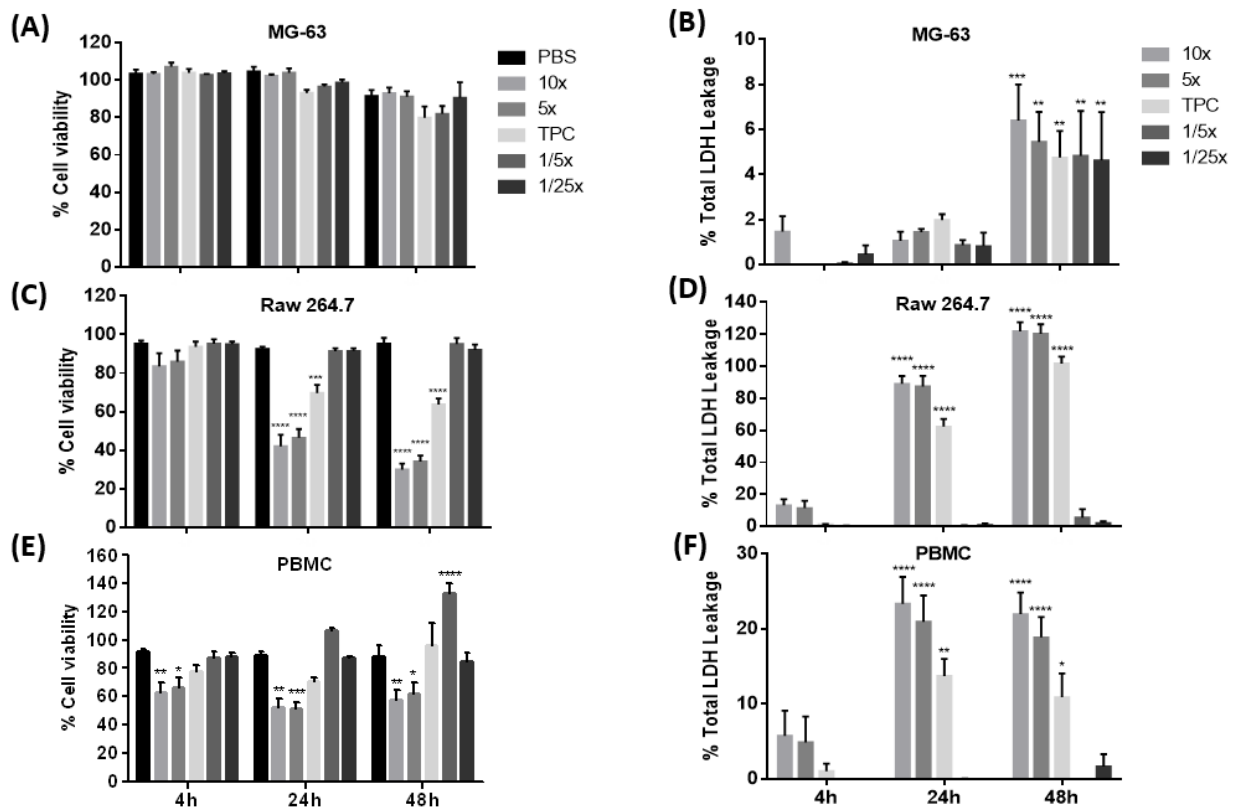 (A)
MG-63
% Cell viability
120
100
80
60
40
20
0
PBS
10x
5x
TPC
1/5x
1/25x
(B)
MG-63
% Total LDH Leakage
10
8
6
4
2
0
***
**
**
**
**
10x
5x
TPC
1/5x
1/25x
(C)
Raw 264.7
% Cell viability
120
100
80
60
40
20
0
****
****
***
****
****
****
(D)
Raw 264.7
% Total LDH Leakage
140
120
100
80
60
40
20
0
****
****
****
****
****
****
(E)
PBMC
% Cell viability
160
140
120
100
80
60
40
20
0
**
*
**
***
**
*
****
4h
24h
48h
(F)
PBMC
% Total LDH Leakage
30
20
10
0
****
****
**
****
****
*
4h
24h
48h